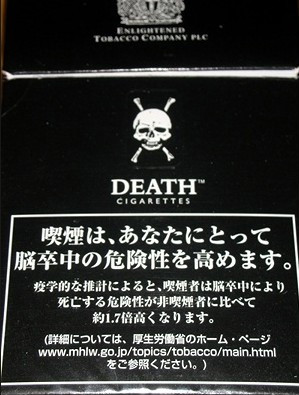 ENLIGHTENED
TOBACCO COMPANY PLC
DEATH™
CIGARETTES
喫煙は、あなたにとって
脳卒中の危険性を高めます。
疫学的な推計によると、喫煙者は脳卒中により
死亡する危険性が非喫煙者に比べて
約1.7倍高くなります。
(詳細については、厚生労働省のホーム・ページ
www.mhlw.go.jp/topics/tobacco/main.html
をご参照ください。)